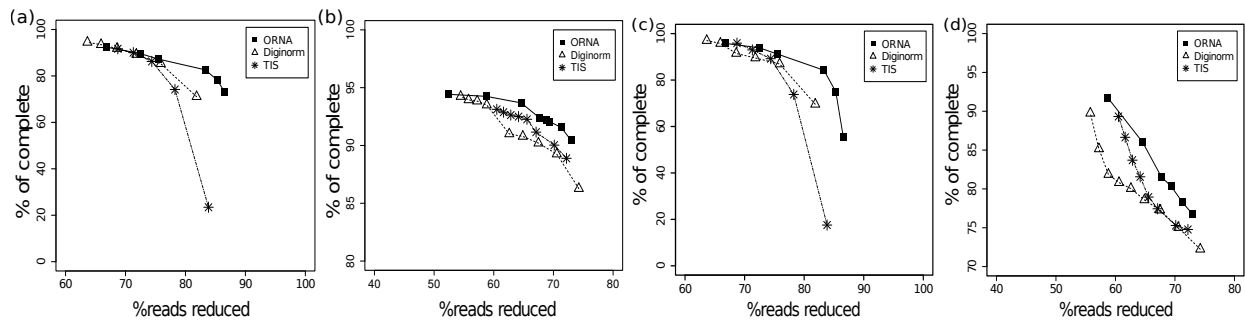 (a)
% of complete
0 20 40 60 80 100
60 70 80 90 100
%reads reduced
ORNA
Diginorm
TIS
(b)
% of complete
80 85 90 95 100
40 50 60 70 80
%reads reduced
ORNA
Diginorm
TIS
(c)
% of complete
0 20 40 60 80 100
60 70 80 90 100
%reads reduced
ORNA
Diginorm
TIS
(d)
% of complete
70 75 80 85 90 95 100
40 50 60 70 80
%reads reduced
ORNA
Diginorm
TIS